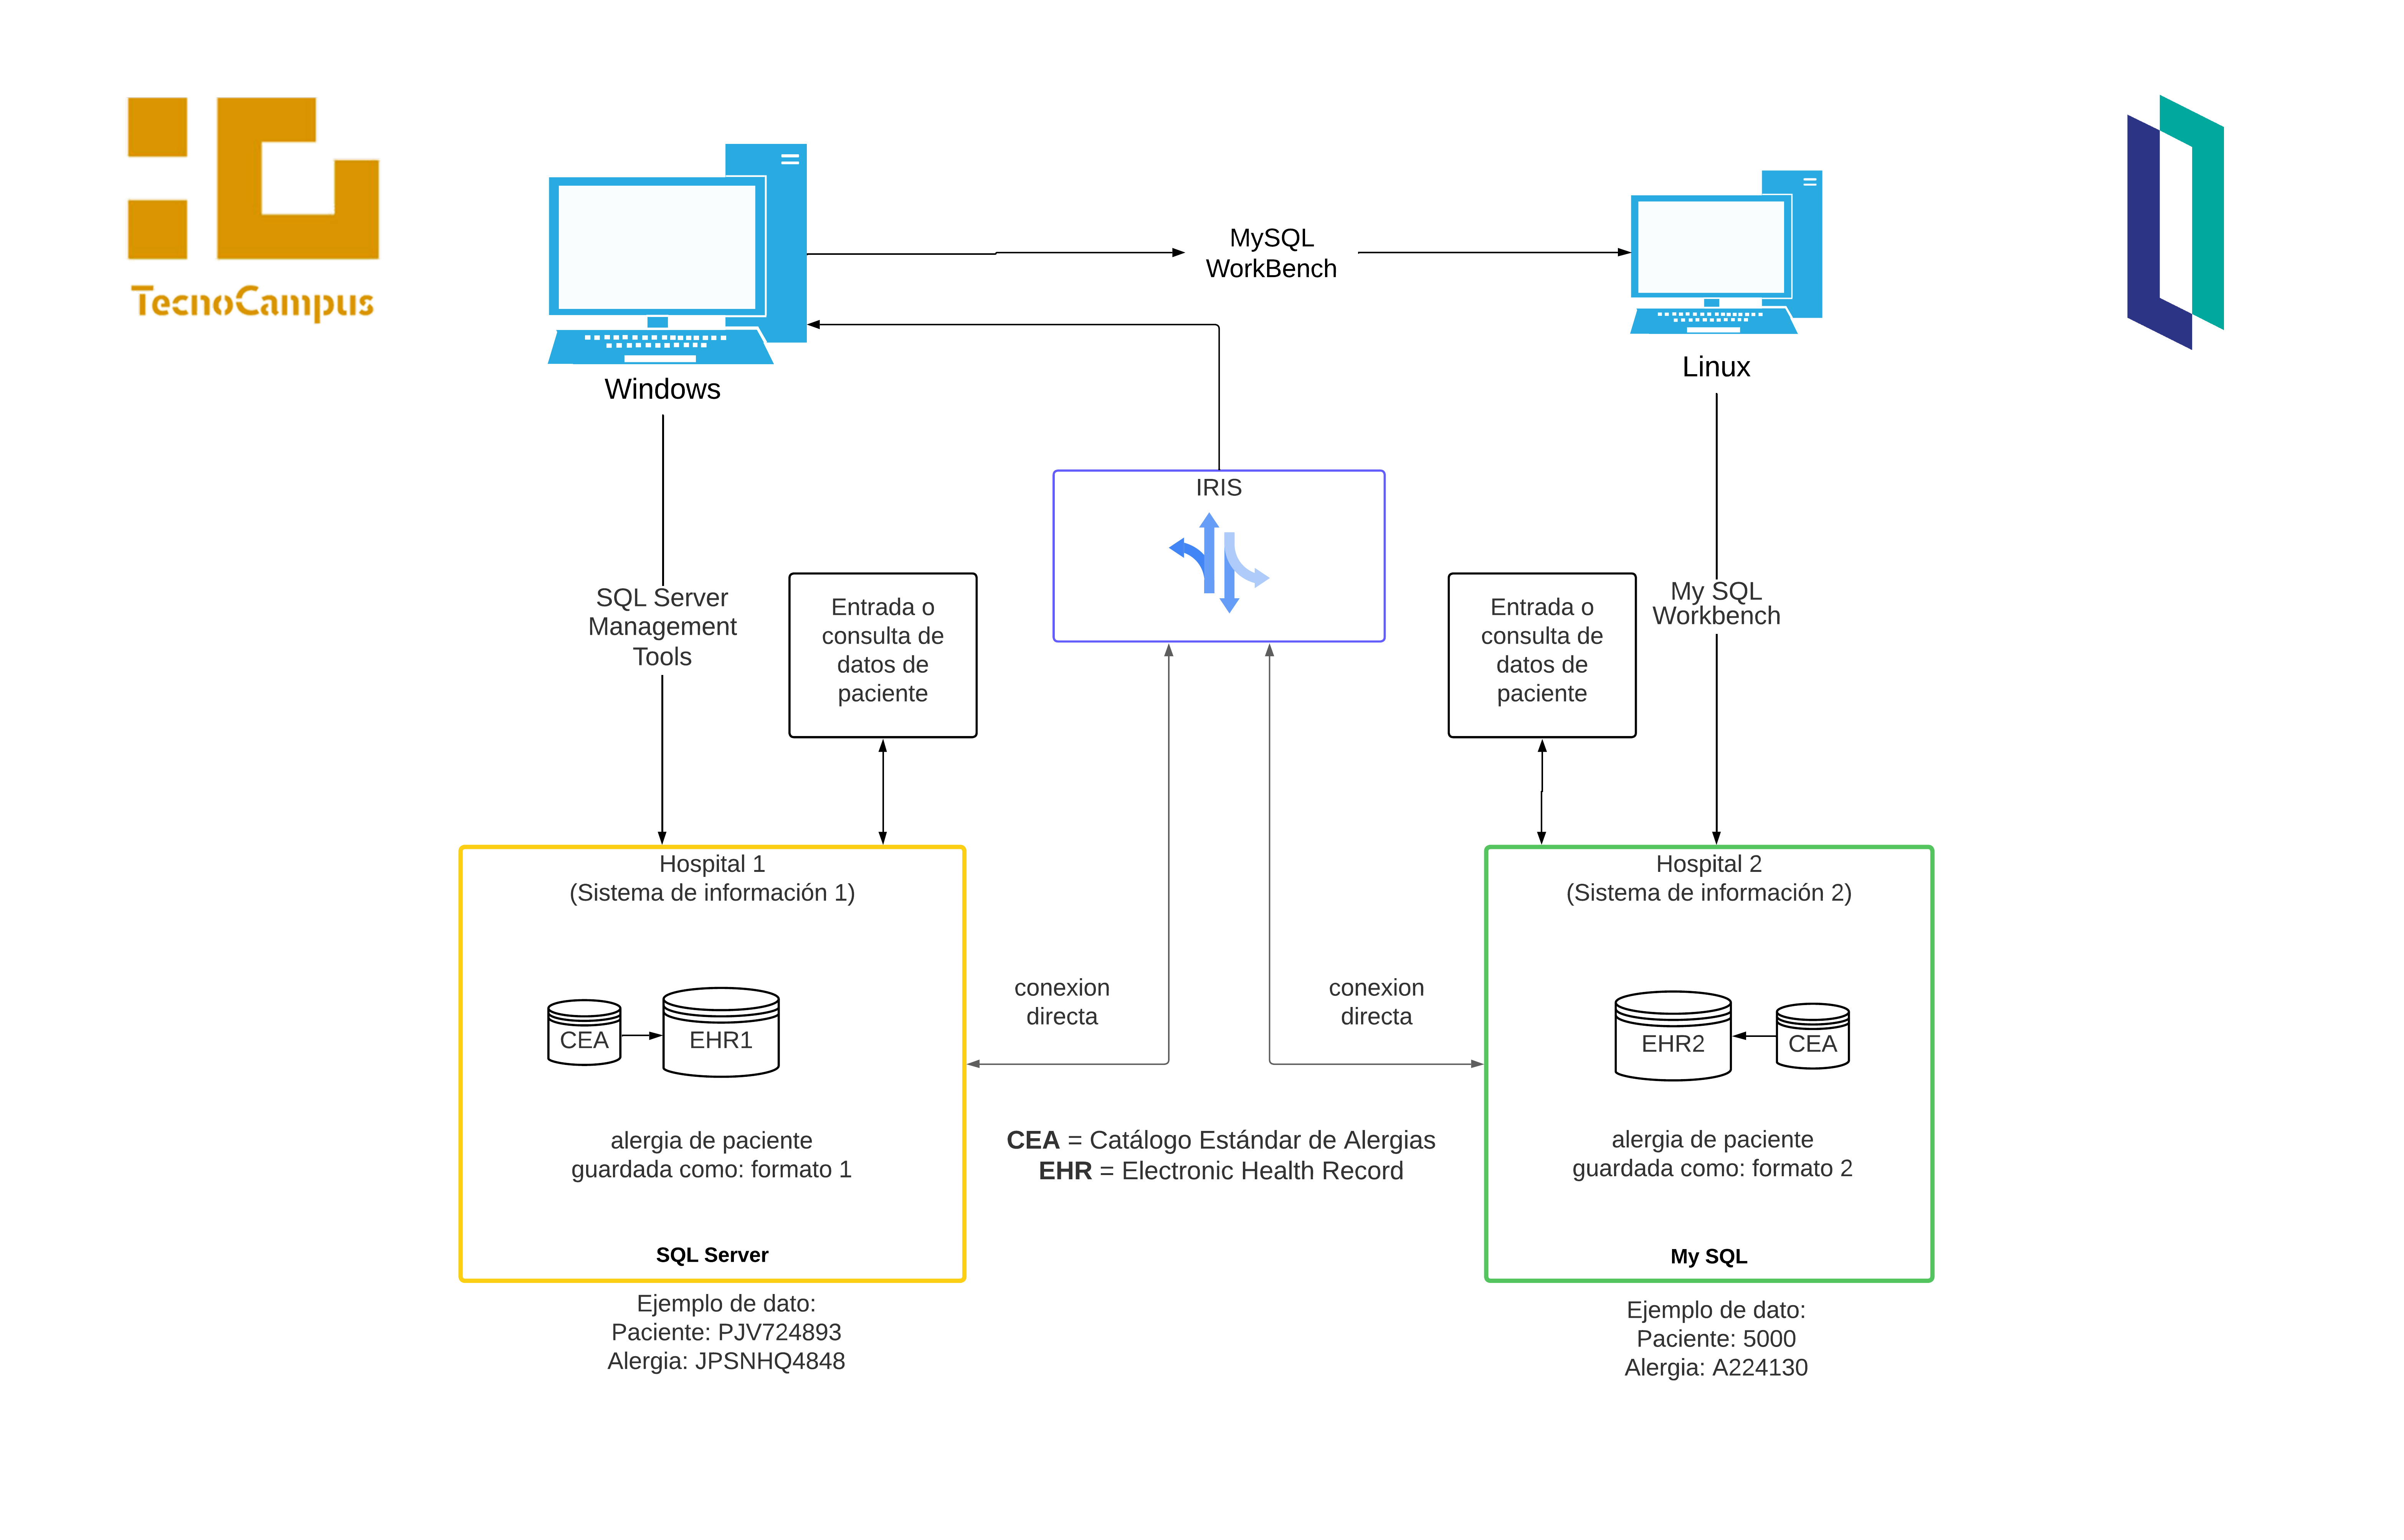 TecnoCampus
Windows
MySQL
WorkBench
Linux
IRIS
SQL Server
Management
Tools
Entrada o
consulta de
datos de
paciente
Entrada o
consulta de
datos de
paciente
My SQL
Workbench
Hospital 1
(Sistema de información 1)
CEA
EHR1
alergia de paciente
guardada como: formato 1
SQL Server
Ejemplo de dato:
Paciente: PJV724893
Alergia: JPSNHQ4848
conexion
directa
conexion
directa
CEA = Catálogo Estándar de Alergias
EHR = Electronic Health Record
Hospital 2
(Sistema de información 2)
EHR2
CEA
alergia de paciente
guardada como: formato 2
My SQL
Ejemplo de dato:
Paciente: 5000
Alergia: A224130